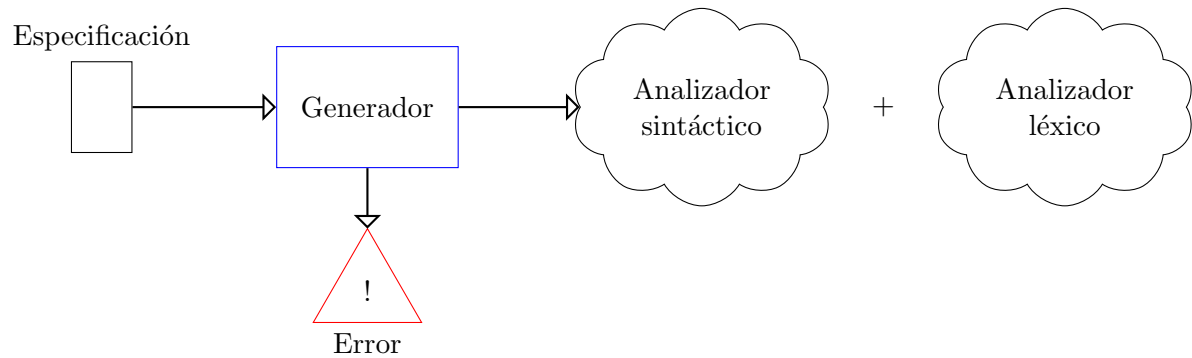 Especificación
Generador
Analizador
sintáctico
+
Analizador
léxico
!
Error